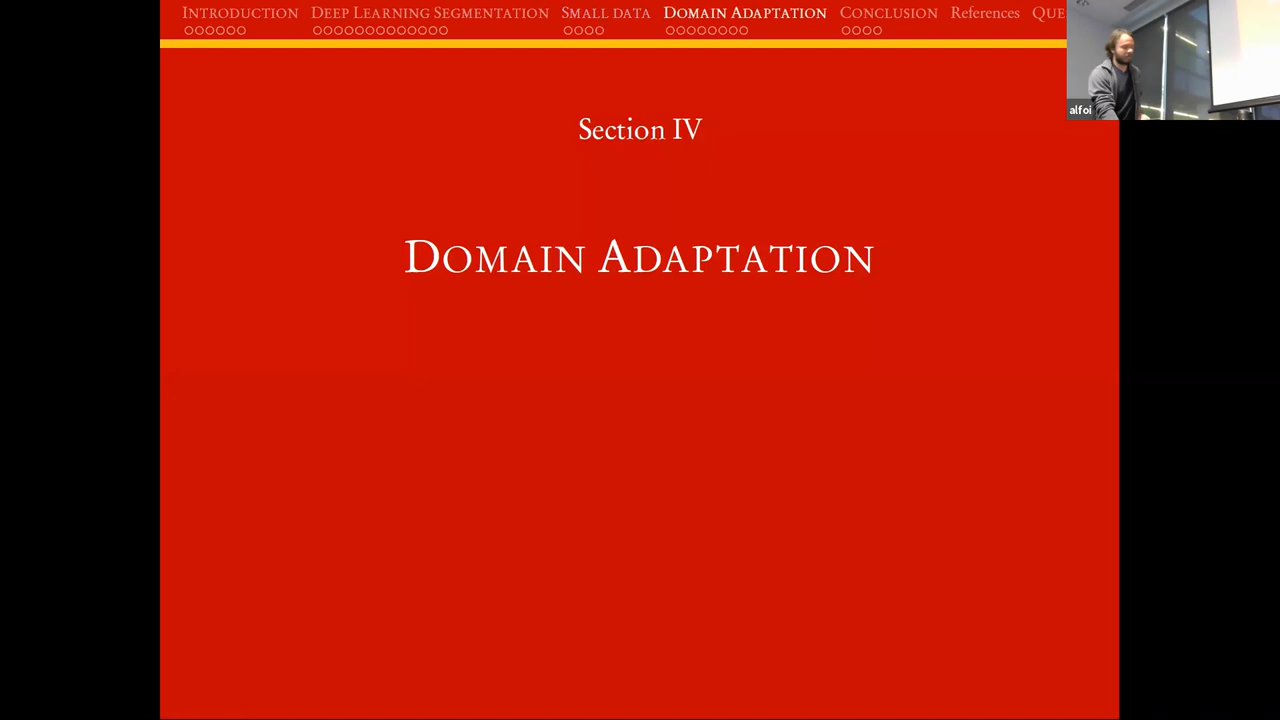 INTRODUCTION DEEP LEARNING SEGMENTATION SMALL DATA DOMAIN ADAPTATION CONCLUSION References QUE
alfoi
Section IV
DOMAIN ADAPTATION